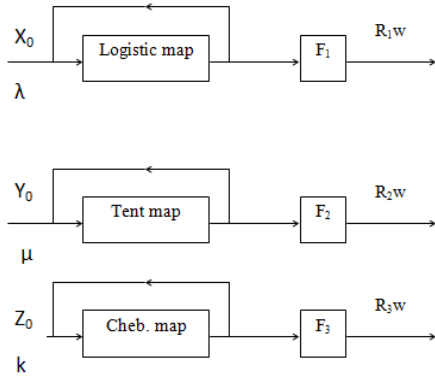 X₀
Logistic map
F₁
R₁w
λ
Y₀
Tent map
F₂
R₂w
μ
Z₀
Cheb. map
F₃
R₃w
k